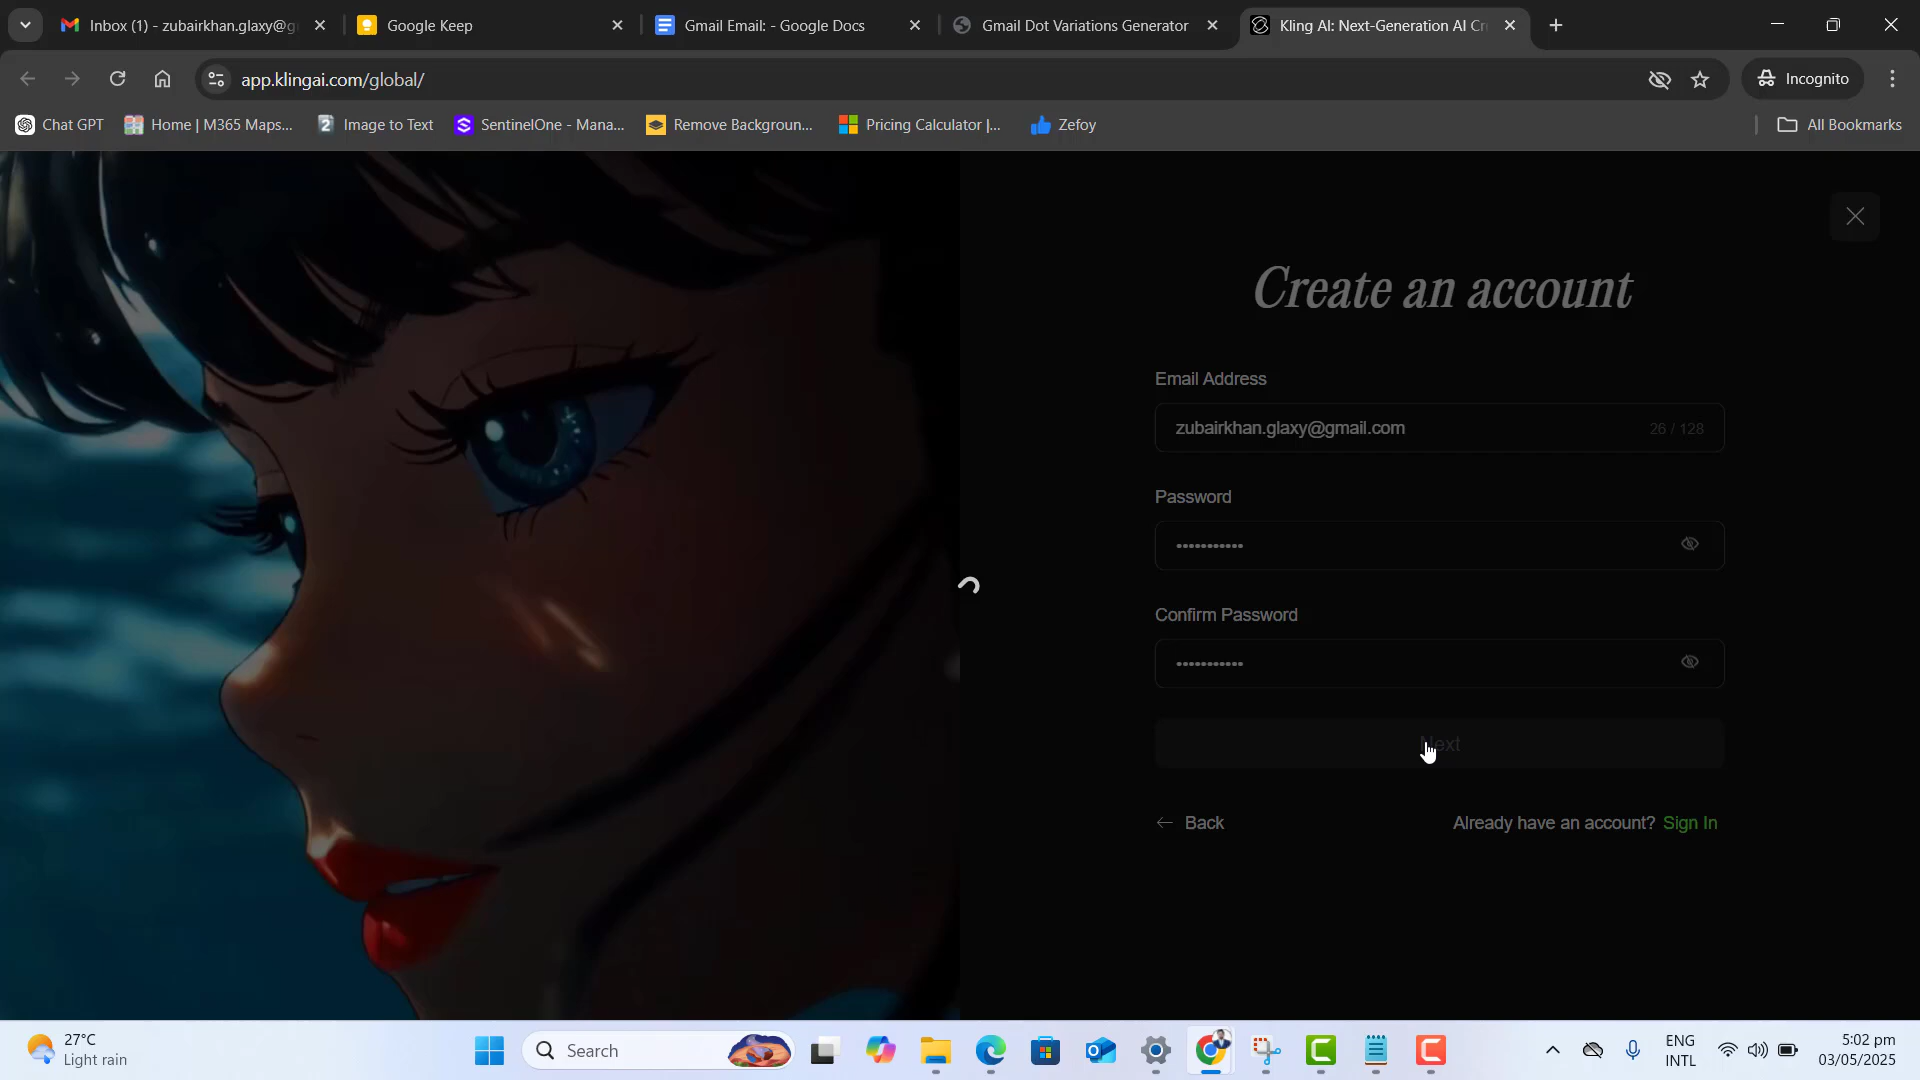 Inbox (1) - zubairkhan.glaxy@g
Google Keep
Gmail Email: - Google Docs
Gmail Dot Variations Generator
Kling AI: Next-Generation AI Cr
app.klingai.com/global/
Incognito
Chat GPT
Home | M365 Maps...
Image to Text
SentinelOne - Mana...
Remove Backgroun...
Pricing Calculator |...
Zefoy
All Bookmarks
Create an account
Email Address
zubairkhan.glaxy@gmail.com
26 / 128
Password
•••••••••••
Confirm Password
•••••••••••
Next
Back
Already have an account? Sign In
27°C
Light rain
Search
ENG
INTL
5:02 pm
03/05/2025